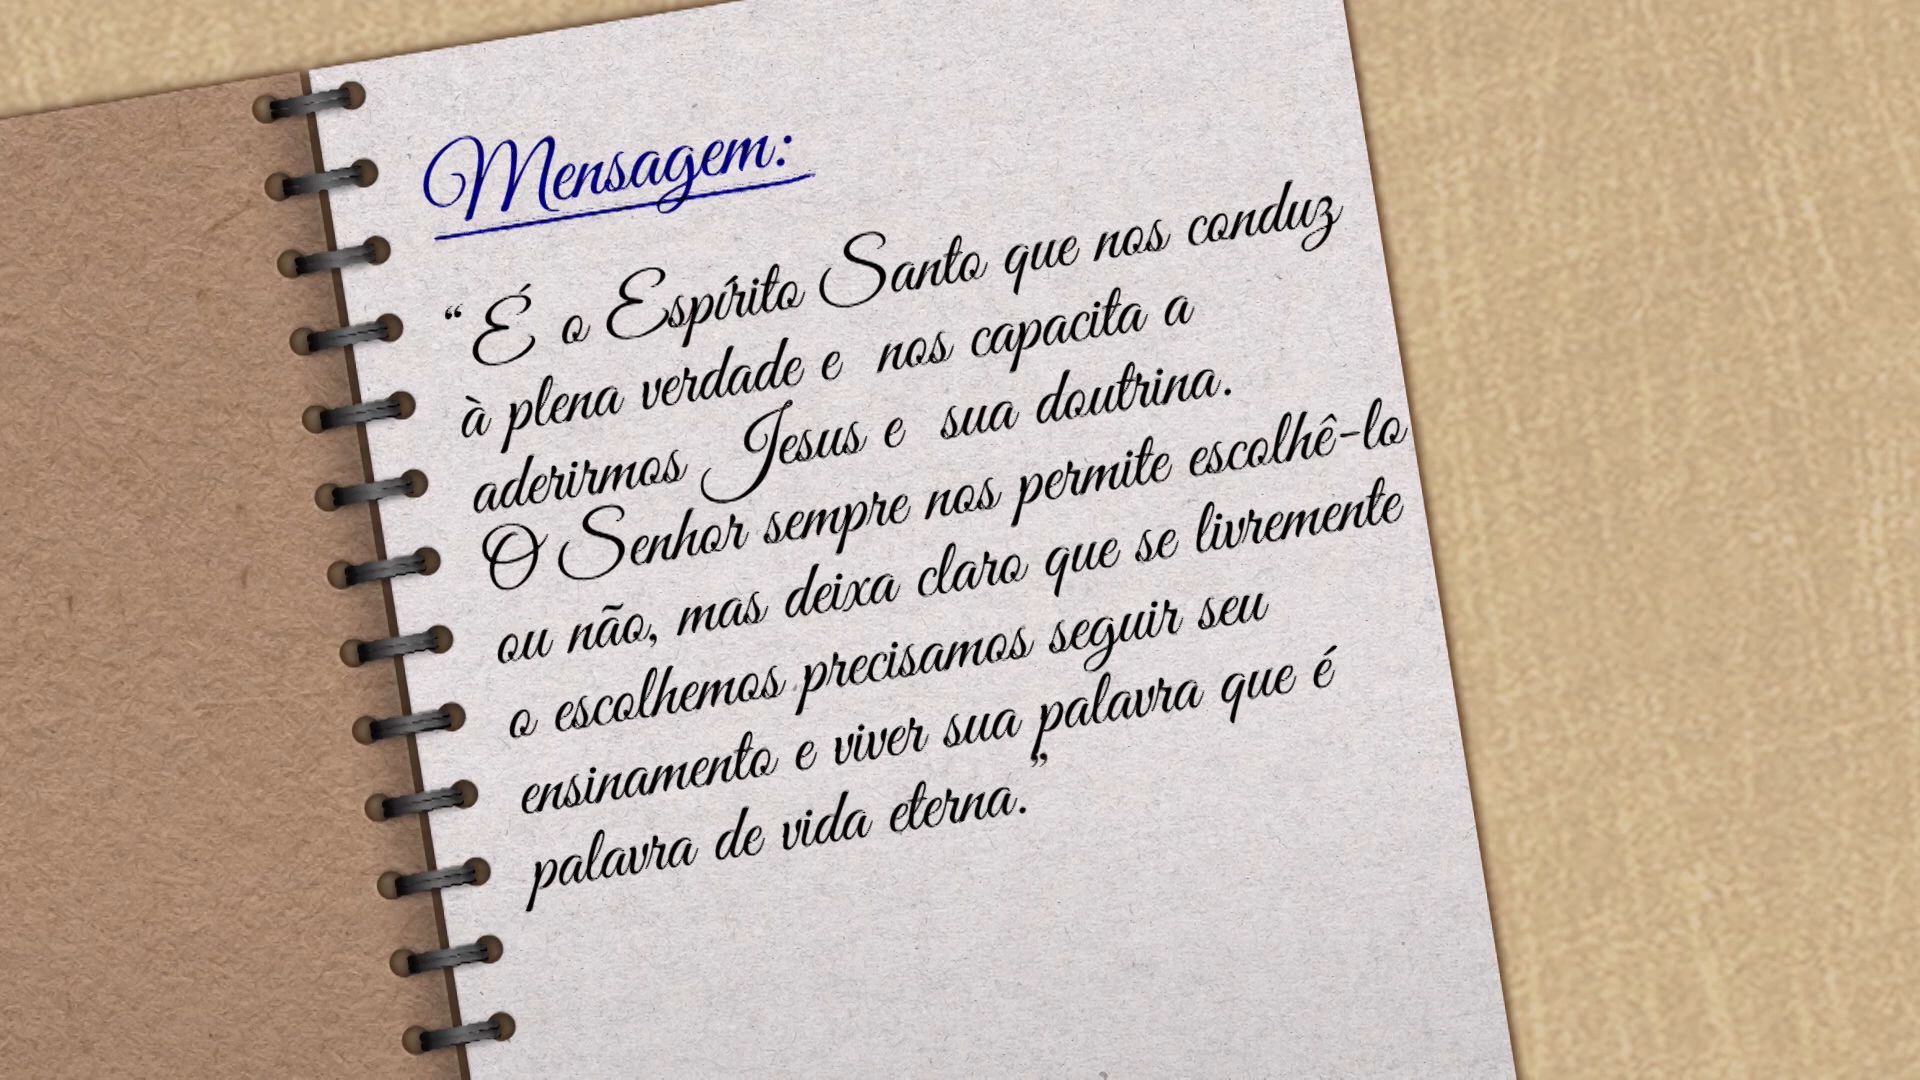 Mensagem:
“ É o Espírito Santo que nos conduz
à plena verdade e nos capacita a
aderirmos Jesus e sua doutrina.
O Senhor sempre nos permite escolhê-lo
ou não, mas deixa claro que se livremente
o escolhemos precisamos seguir seu
ensinamento e viver sua palavra que é
palavra de vida eterna.”